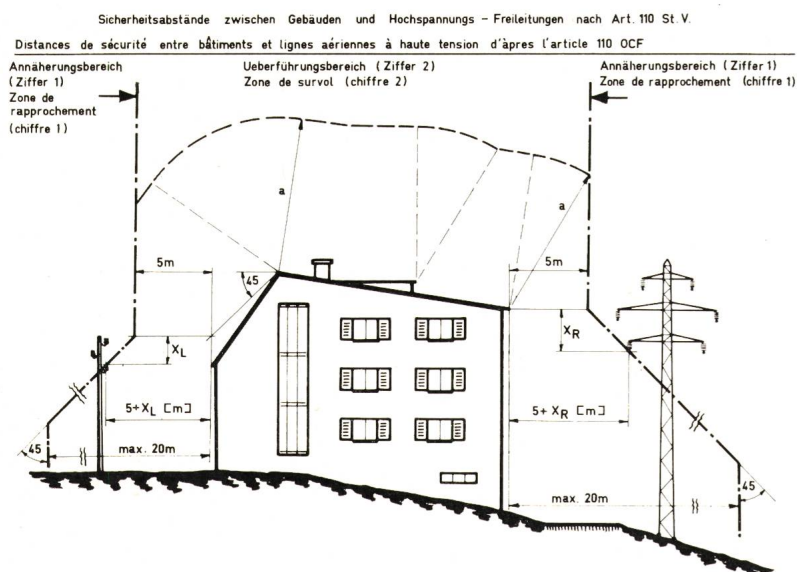 Sicherheitsabstände zwischen Gebäuden und Hochspannungs - Freileitungen nach Art. 110 St. V.
Distances de sécurité entre bâtiments et lignes aériennes à haute tension d'àpres l'article 110 OCF
Annäherungsbereich
(Ziffer 1)
Zone de
rapprochement
(chiffre 1)
Ueberführungsbereich (Ziffer 2)
Zone de survol (chiffre 2)
Annäherungsbereich (Ziffer 1)
Zone de rapprochement (chiffre 1)
a
a
5m
45
5m
XL
XR
5+XL [m]
5+ XR [m]
45
max. 20m
max. 20m
45